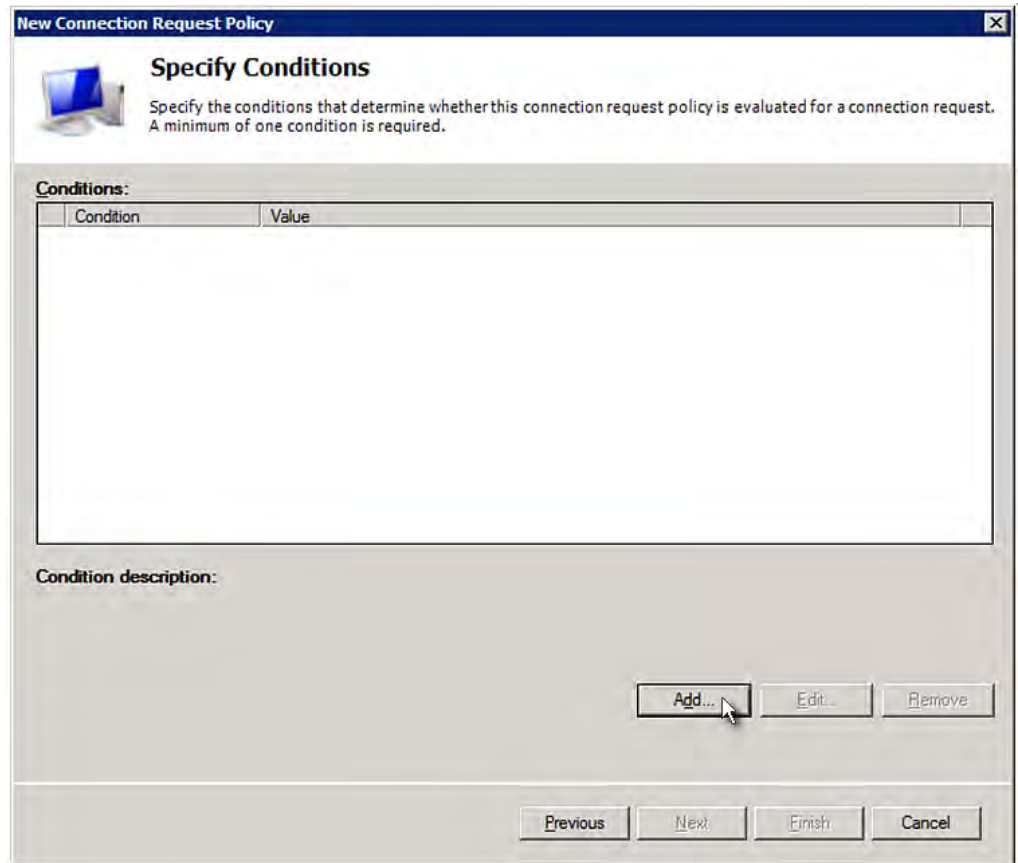 New Connection Request Policy
Specify Conditions
Specify the conditions that determine whether this connection request policy is evaluated for a connection request.
A minimum of one condition is required.
Conditions:
Condition Value
Condition description:
Add... Edit... Remove
Previous Next Finish Cancel